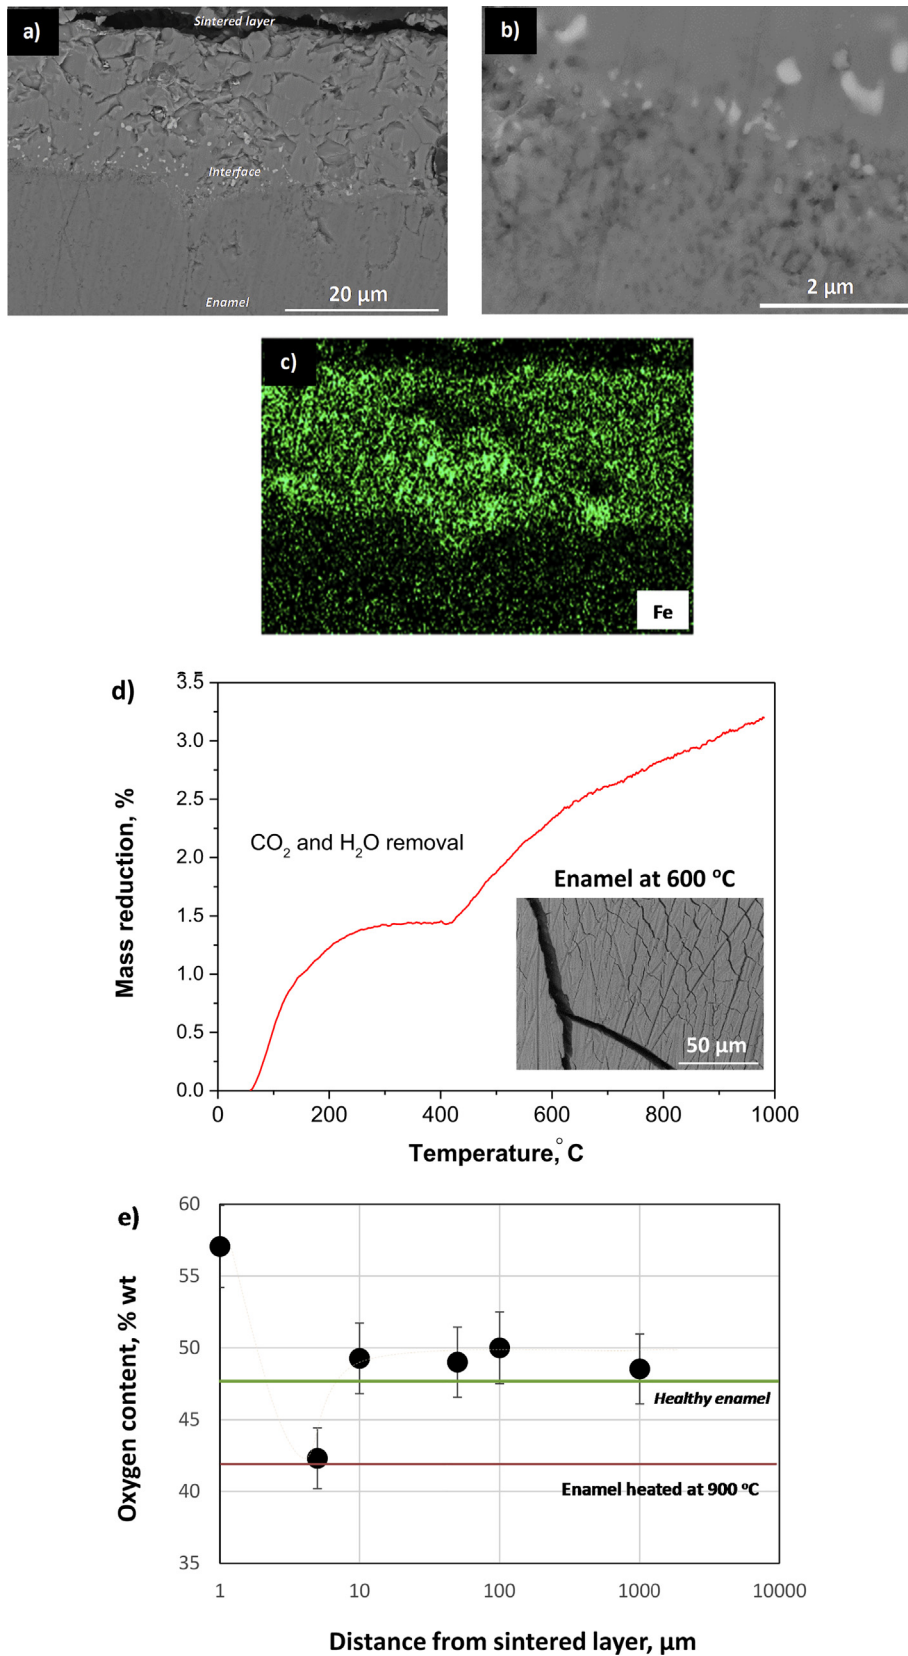 a)
Sintered layer
Interface
Enamel
20 µm
b)
2 µm
c)
Fe
d)
3.5
3.0
2.5
2.0
1.5
1.0
0.5
0.0
Mass reduction, %
CO2 and H2O removal
Enamel at 600 ºC
50 µm
0 200 400 600 800 1000
Temperature,° C
e)
60
55
50
45
40
35
Oxygen content, % wt
Healthy enamel
Enamel heated at 900 ºC
1 10 100 1000 10000
Distance from sintered layer, µm